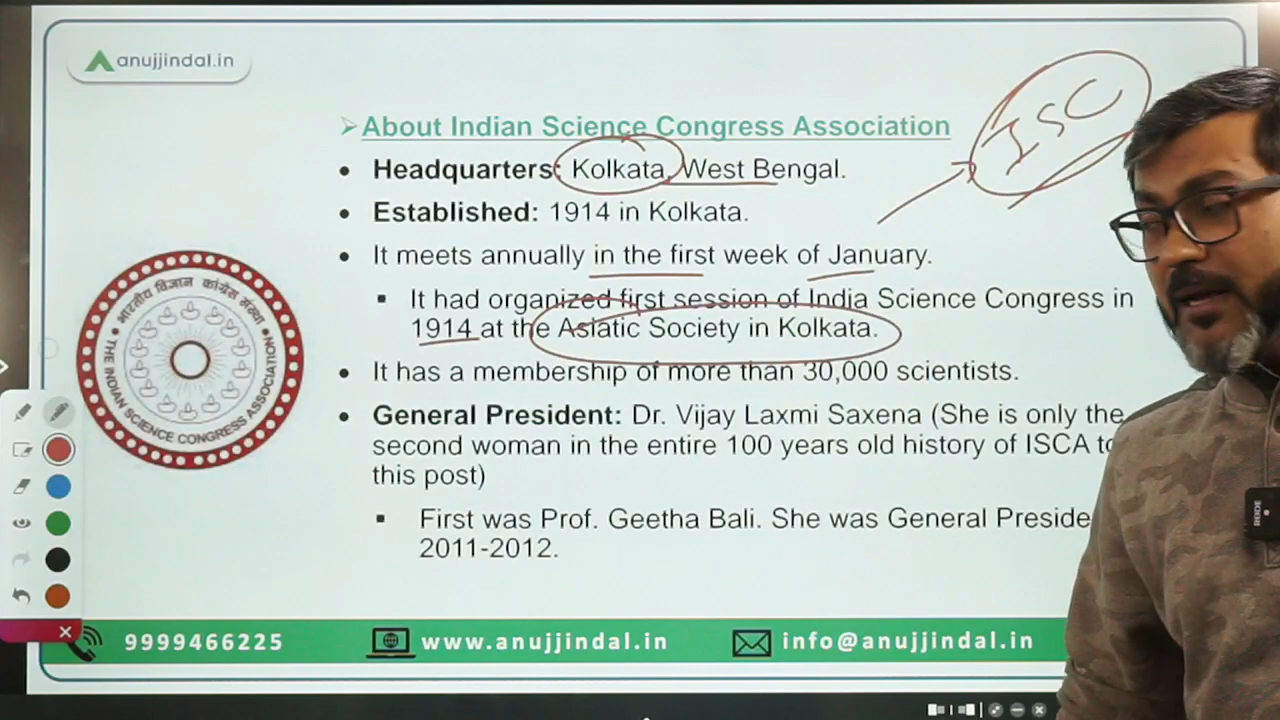 anujjindal.in
ISC
➢About Indian Science Congress Association
• Headquarters: Kolkata, West Bengal.
• Established: 1914 in Kolkata.
• It meets annually in the first week of January.
▪ It had organized first session of India Science Congress in
1914 at the Asiatic Society in Kolkata.
• It has a membership of more than 30,000 scientists.
• General President: Dr. Vijay Laxmi Saxena (She is only the
second woman in the entire 100 years old history of ISCA to
this post)
▪ First was Prof. Geetha Bali. She was General Preside
2011-2012.
भारतीय विज्ञान कांग्रेस संस्था
• THE INDIAN SCIENCE CONGRESS ASSOCIATION •
RODE
9999466225 www.anujjindal.in info@anujjindal.in